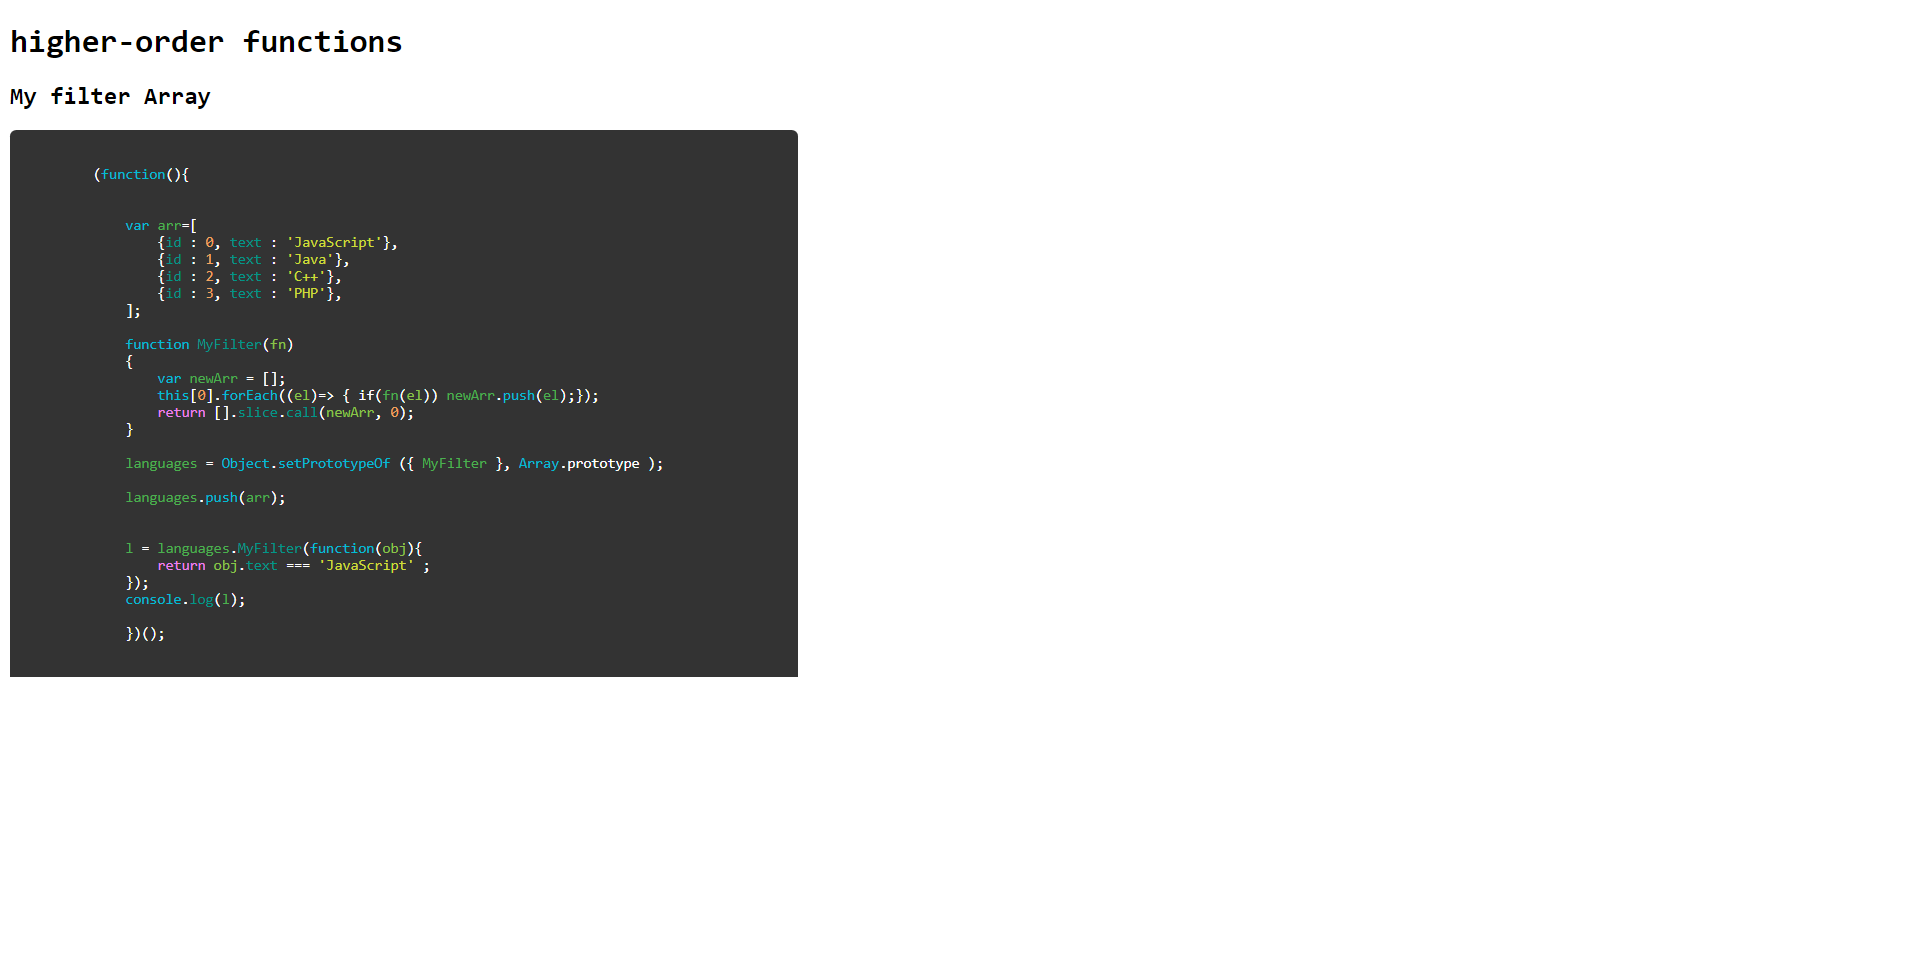 higher-order functions
My filter Array
(function(){
var arr=[
{id : 0, text : 'JavaScript'},
{id : 1, text : 'Java'},
{id : 2, text : 'C++'},
{id : 3, text : 'PHP'},
];
function MyFilter(fn)
{
var newArr = [];
this[0].forEach((el)=> { if(fn(el)) newArr.push(el);});
return [].slice.call(newArr, 0);
}
languages = Object.setPrototypeOf ({ MyFilter }, Array.prototype );
languages.push(arr);
l = languages.MyFilter(function(obj){
return obj.text === 'JavaScript' ;
});
console.log(l);
})();